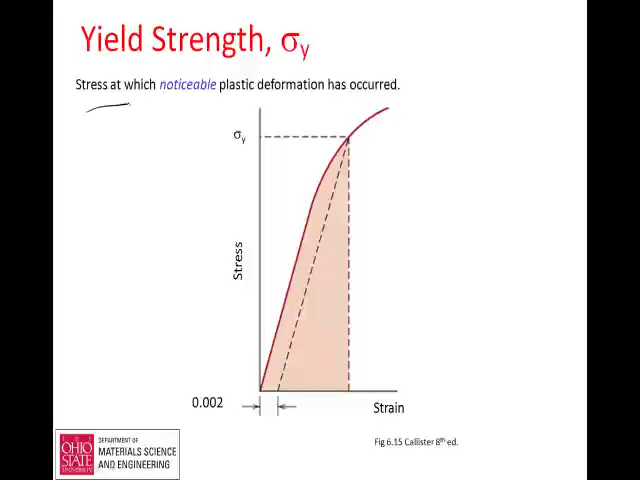 Yield Strength, σy
Stress at which noticeable plastic deformation has occurred.
σy
Stress
0.002
Strain
Fig 6.15 Callister 8th ed.
THE
OHIO
STATE
UNIVERSITY
DEPARTMENT OF
MATERIALS SCIENCE
AND ENGINEERING